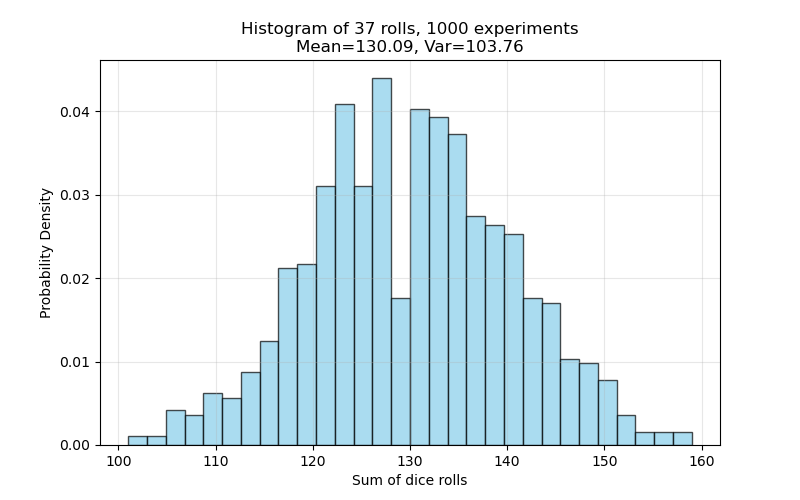 Histogram of 37 rolls, 1000 experiments
Mean=130.09, Var=103.76
Probability Density
0.04
0.03
0.02
0.01
0.00
100 110 120 130 140 150 160
Sum of dice rolls